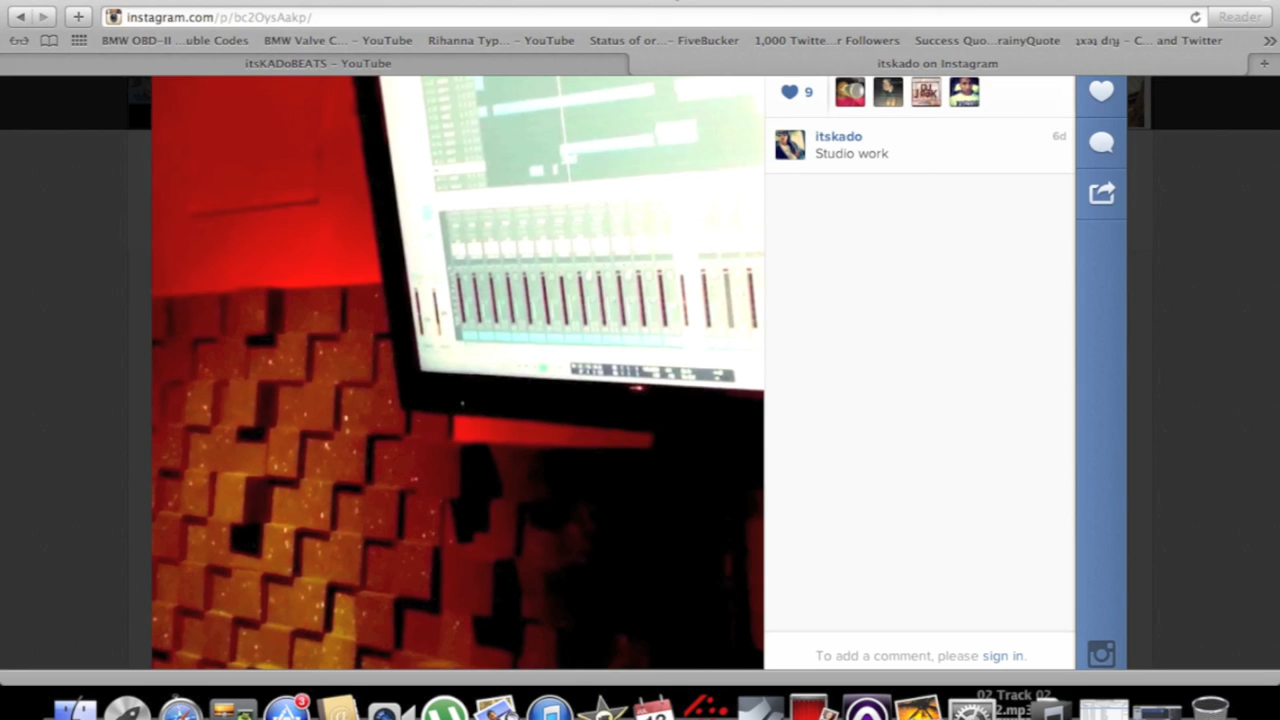 instagram.com/p/bc2OysAakp/
Reader
BMW OBD-II ...uble Codes BMW Valve C... – YouTube Rihanna Typ... – YouTube Status of or... – FiveBucker 1,000 Twitte...r Followers Success Quo...rainyQuote – C... and Twitter
itsKADoBEATS – YouTube itskado on Instagram
9
itskado 6d
Studio work
To add a comment, please sign in.
3
02 Track 02
2.mp3